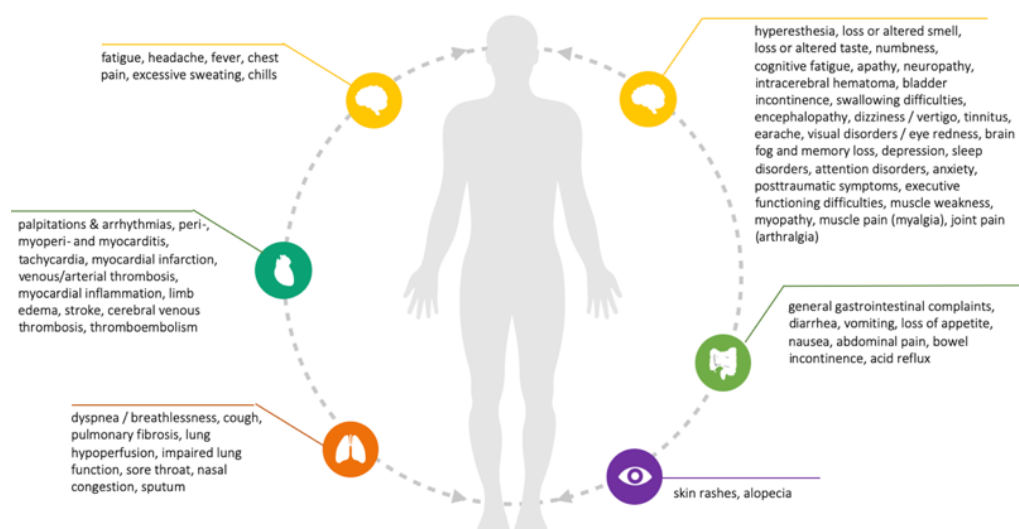 fatigue, headache, fever, chest
pain, excessive sweating, chills
hyperesthesia, loss or altered smell,
loss or altered taste, numbness,
cognitive fatigue, apathy, neuropathy,
intracerebral hematoma, bladder
incontinence, swallowing difficulties,
encephalopathy, dizziness / vertigo, tinnitus,
earache, visual disorders / eye redness, brain
fog and memory loss, depression, sleep
disorders, attention disorders, anxiety,
posttraumatic symptoms, executive
functioning difficulties, muscle weakness,
myopathy, muscle pain (myalgia), joint pain
(arthralgia)
palpitations & arrhythmias, peri-,
myoperi- and myocarditis,
tachycardia, myocardial infarction,
venous/arterial thrombosis,
myocardial inflammation, limb
edema, stroke, cerebral venous
thrombosis, thromboembolism
general gastrointestinal complaints,
diarrhea, vomiting, loss of appetite,
nausea, abdominal pain, bowel
incontinence, acid reflux
dyspnea / breathlessness, cough,
pulmonary fibrosis, lung
hypoperfusion, impaired lung
function, sore throat, nasal
congestion, sputum
skin rashes, alopecia